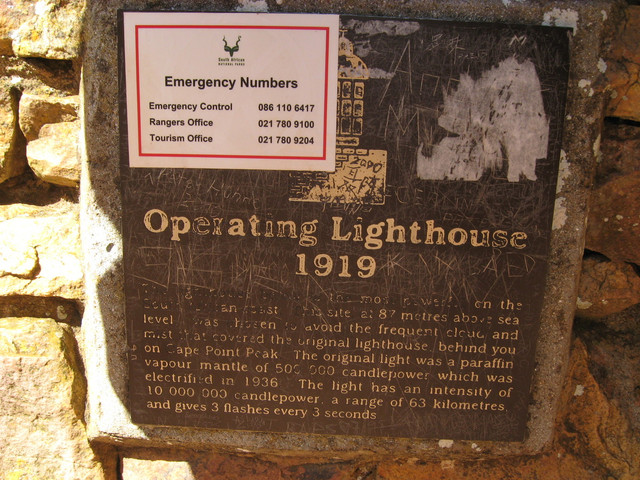 South African
NATIONAL PARKS
Emergency Numbers
Emergency Control 086 110 6417
Rangers Office 021 780 9100
Tourism Office 021 780 9204
2000
Operating Lighthouse
1919
the most on the
site at 87 metres above sea
level was chosen to avoid the frequent cloud and
mist that covered the original lighthouse behind you
on Cape Point Peak. The original light was a paraffin
vapour mantle of 500 000 candlepower which was
electrified in 1936. The light has an intensity of
10 000 000 candlepower, a range of 63 kilometres
and gives 3 flashes every 3 seconds